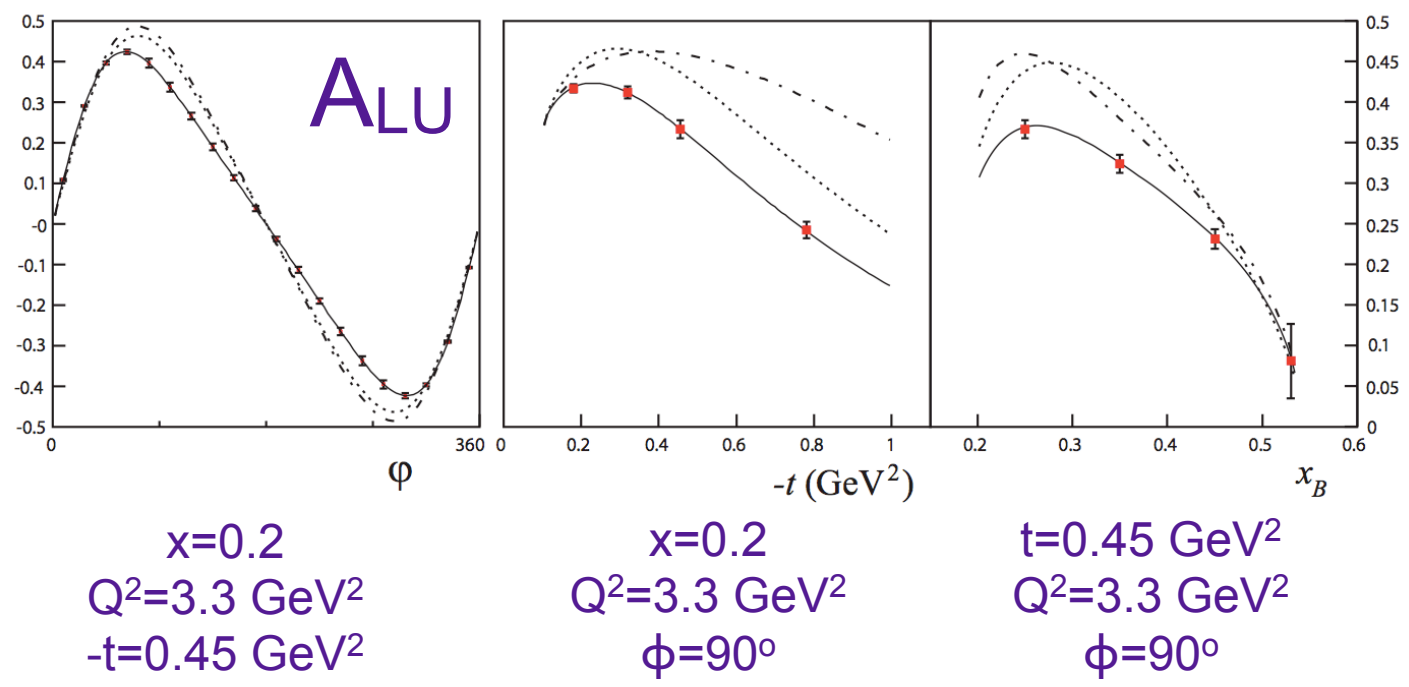 0.5
0.4
0.3
0.2
0.1
-0
-0.1
-0.2
-0.3
-0.4
-0.5
0
360
φ
ALU
0
0.2
0.4
0.6
0.8
1
-t (GeV²)
0.2
0.3
0.4
0.5
0.6
x_B
0.5
0.45
0.4
0.35
0.3
0.25
0.2
0.15
0.1
0.05
0
x=0.2
Q²=3.3 GeV²
-t=0.45 GeV²
x=0.2
Q²=3.3 GeV²
ϕ=90º
t=0.45 GeV²
Q²=3.3 GeV²
ϕ=90º